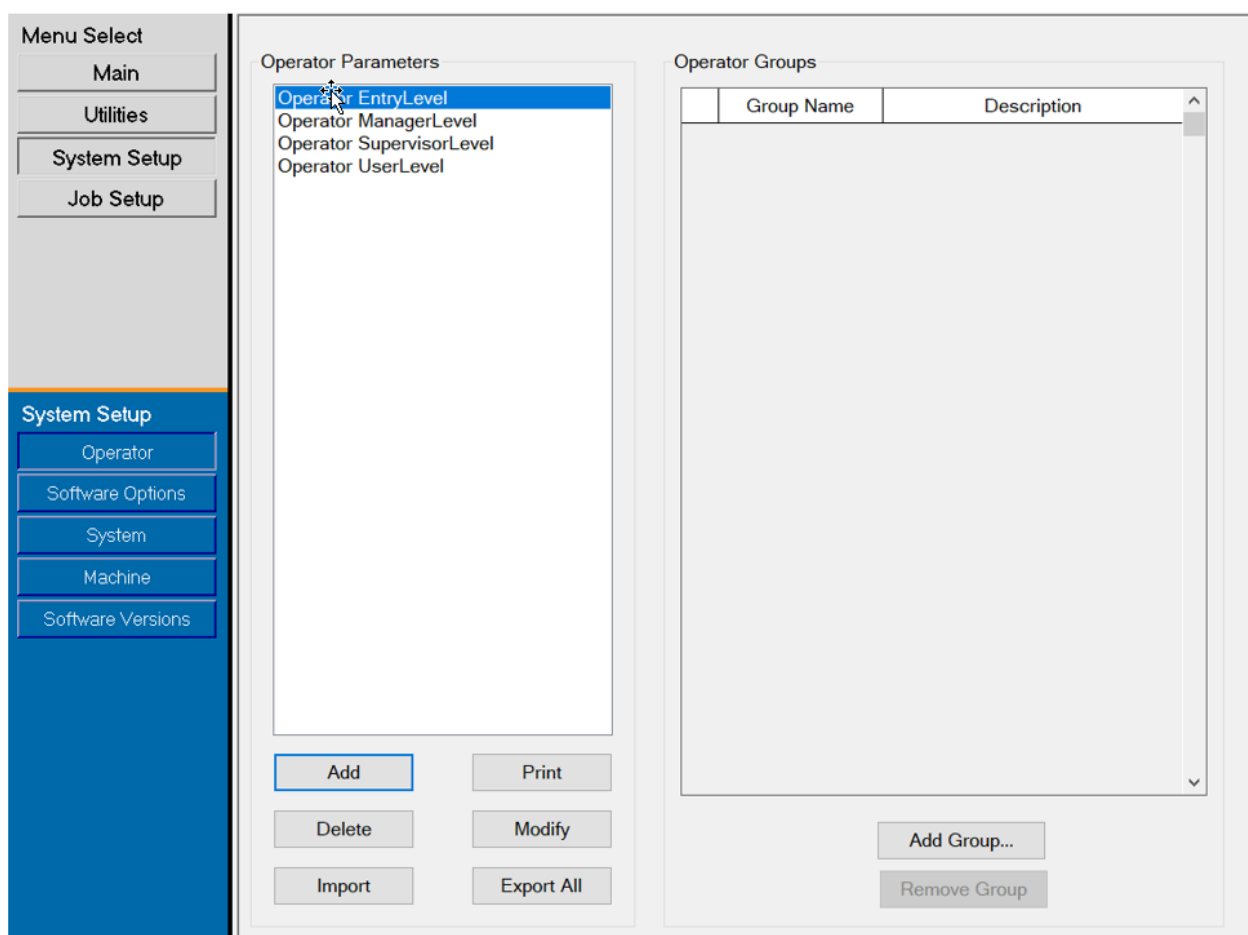 Menu Select
Main
Utilities
System Setup
Job Setup
System Setup
Operator
Software Options
System
Machine
Software Versions
Operator Parameters
Operator EntryLevel
Operator ManagerLevel
Operator SupervisorLevel
Operator UserLevel
Add
Print
Delete
Modify
Import
Export All
Operator Groups
Group Name
Description
Add Group...
Remove Group